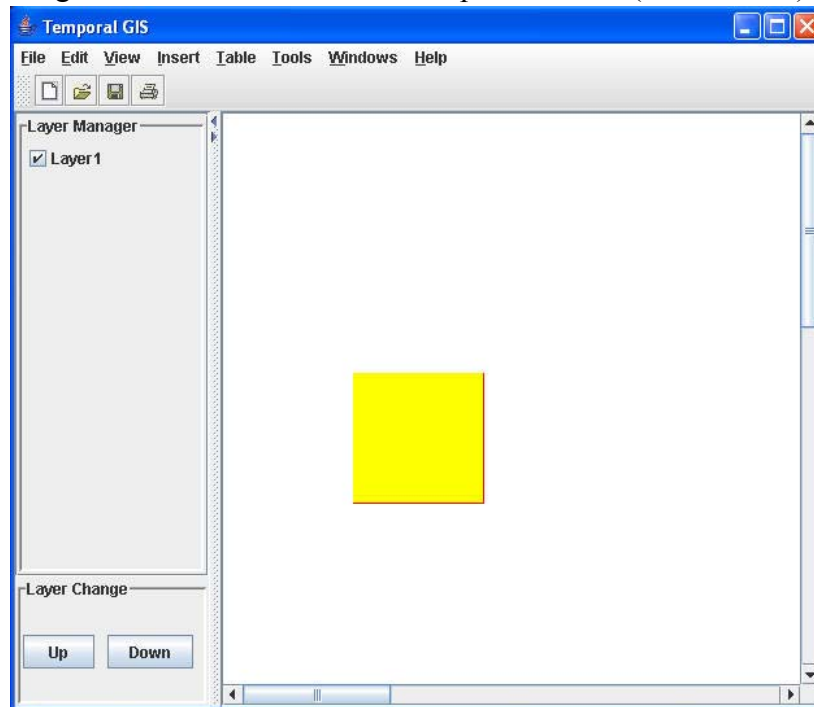 Temporal GIS
File Edit View Insert Table Tools Windows Help
Layer Manager
Layer1
Layer Change
Up Down